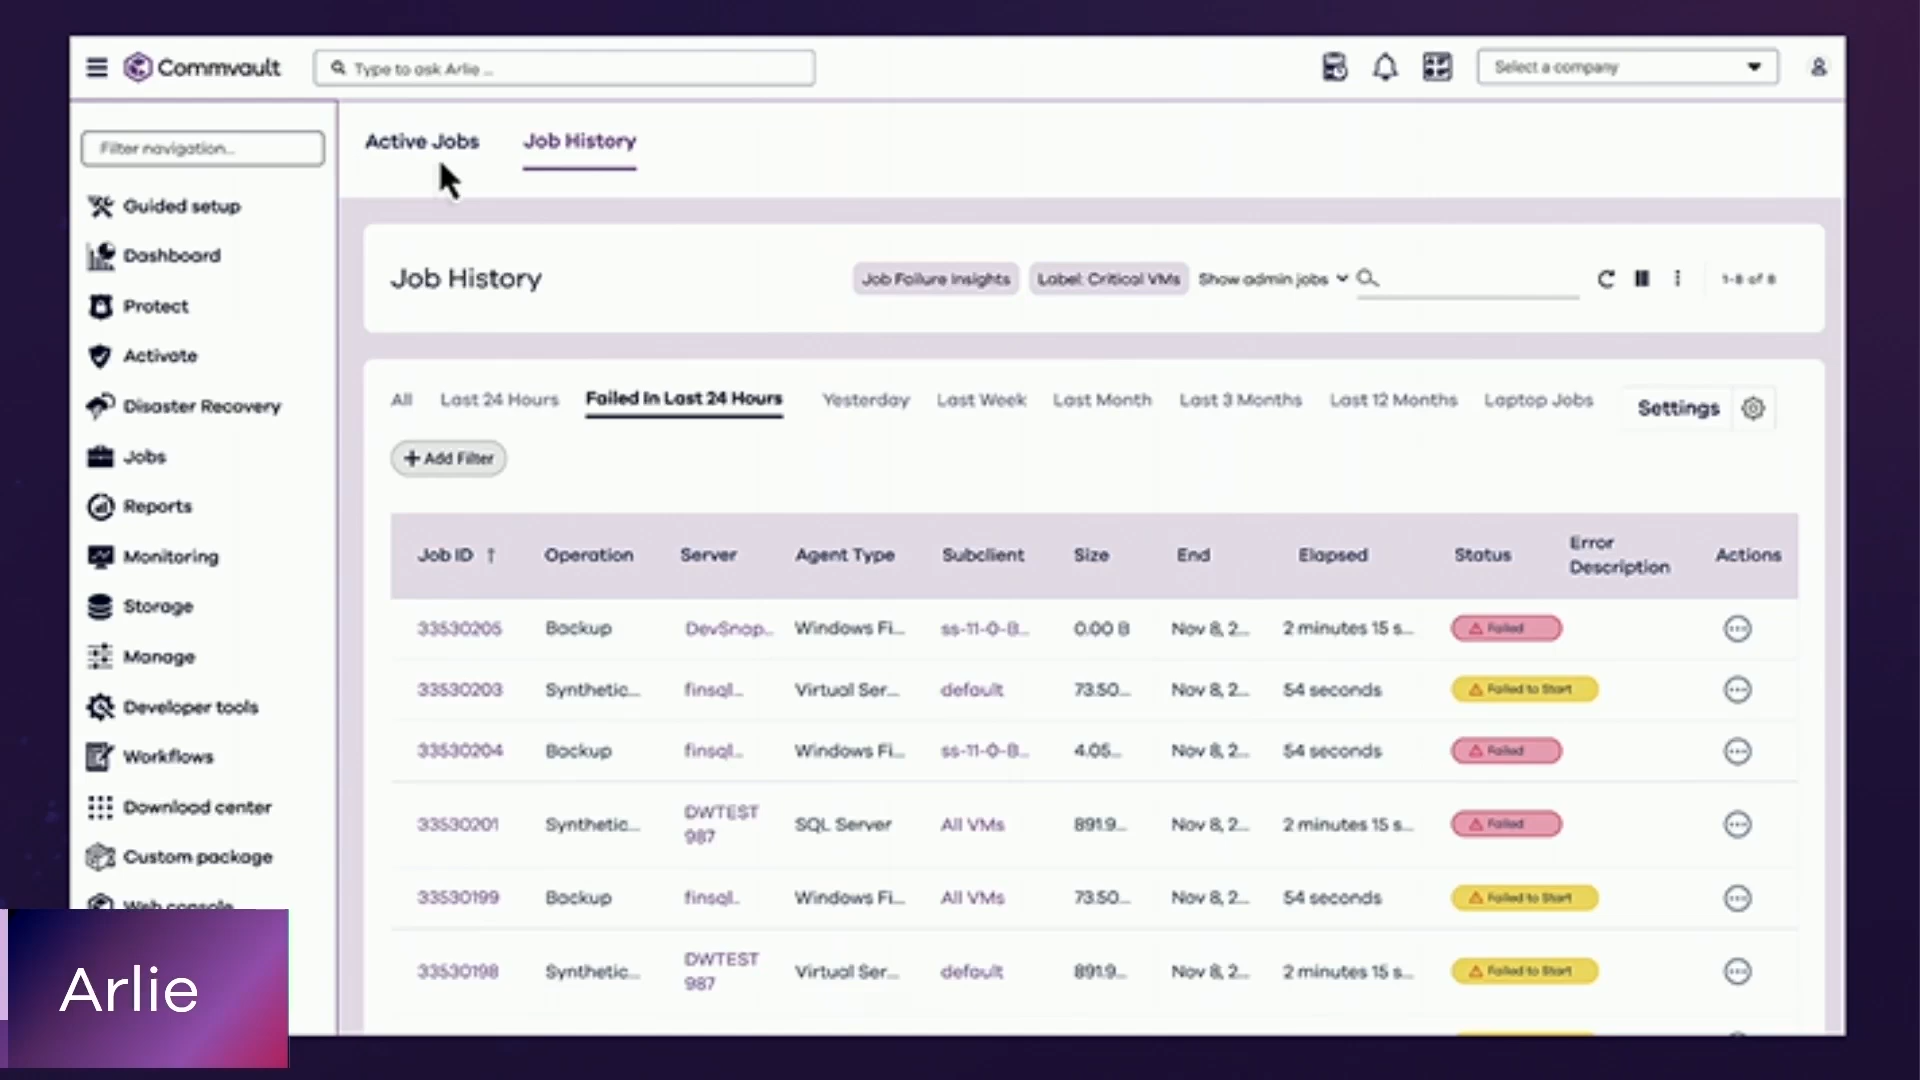 Commvault
Type to ask Arlie ...
Select a company
Filter navigation...
Guided setup
Dashboard
Protect
Activate
Disaster Recovery
Jobs
Reports
Monitoring
Storage
Manage
Developer tools
Workflows
Download center
Custom package
Web console
Arlie
Active Jobs Job History
Job History Job Failure Insights Label: Critical VMs Show admin jobs 1-8 of 8
All Last 24 Hours Failed In Last 24 Hours Yesterday Last Week Last Month Last 3 Months Last 12 Months Laptop Jobs Settings
+ Add Filter
Job ID ↑ Operation Server Agent Type Subclient Size End Elapsed Status Error Description Actions
33530205 Backup DevSnap... Windows Fi... ss-11-0-B... 0.00 B Nov 8, 2... 2 minutes 15 s... Failed
33530203 Synthetic... finsql... Virtual Ser... default 73.50... Nov 8, 2... 54 seconds Failed to Start
33530204 Backup finsql... Windows Fi... ss-11-0-B... 4.05... Nov 8, 2... 54 seconds Failed
33530201 Synthetic... DWTEST 987 SQL Server All VMs 891.9... Nov 8, 2... 2 minutes 15 s... Failed
33530199 Backup finsql.. Windows Fi... All VMs 73.50... Nov 8, 2... 54 seconds Failed to Start
33530198 Synthetic... DWTEST 987 Virtual Ser... default 891.9... Nov 8, 2... 2 minutes 15 s... Failed to Start